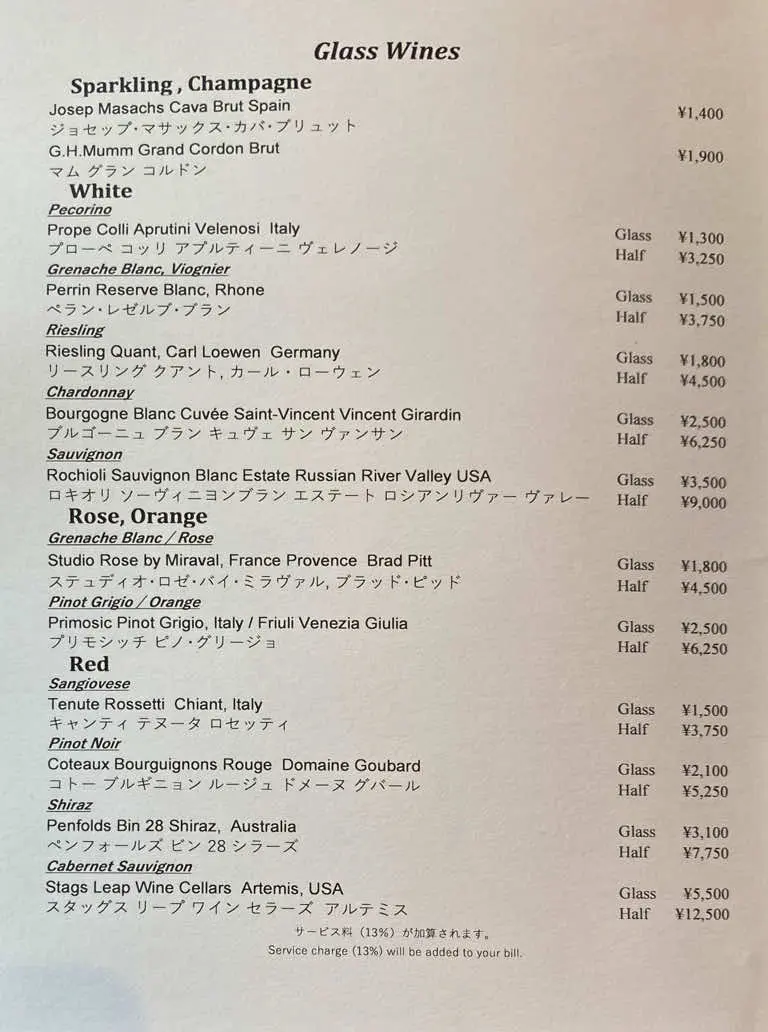 Glass Wines
Sparkling , Champagne
Josep Masachs Cava Brut Spain ¥1,400
ジョセップ・マサックス・カバ・ブリュット
G.H.Mumm Grand Cordon Brut ¥1,900
マム グラン コルドン
White
Pecorino
Prope Colli Aprutini Velenosi Italy Glass ¥1,300
プローペ コッリ アプルティーニ ヴェレノージ Half ¥3,250
Grenache Blanc, Viognier
Perrin Reserve Blanc, Rhone Glass ¥1,500
ペラン・レゼルブ・ブラン Half ¥3,750
Riesling
Riesling Quant, Carl Loewen Germany Glass ¥1,800
リースリング クアント, カール・ローウェン Half ¥4,500
Chardonnay
Bourgogne Blanc Cuvée Saint-Vincent Vincent Girardin Glass ¥2,500
ブルゴーニュ ブラン キュヴェ サン ヴァンサン Half ¥6,250
Sauvignon
Rochioli Sauvignon Blanc Estate Russian River Valley USA Glass ¥3,500
ロキオリ ソーヴィニヨンブラン エステート ロシアンリヴァー ヴァレー Half ¥9,000
Rose, Orange
Grenache Blanc / Rose
Studio Rose by Miraval, France Provence Brad Pitt Glass ¥1,800
ステュディオ・ロゼ・バイ・ミラヴァル, ブラッド・ピッド Half ¥4,500
Pinot Grigio / Orange
Primosic Pinot Grigio, Italy / Friuli Venezia Giulia Glass ¥2,500
プリモシッチ ピノ・グリージョ Half ¥6,250
Red
Sangiovese
Tenute Rossetti Chiant, Italy Glass ¥1,500
キャンティ テヌータ ロセッティ Half ¥3,750
Pinot Noir
Coteaux Bourguignons Rouge Domaine Goubard Glass ¥2,100
コトー ブルギニョン ルージュ ドメーヌ グバール Half ¥5,250
Shiraz
Penfolds Bin 28 Shiraz, Australia Glass ¥3,100
ペンフォールズ ビン 28 シラーズ Half ¥7,750
Cabernet Sauvignon
Stags Leap Wine Cellars Artemis, USA Glass ¥5,500
スタッグス リープ ワイン セラーズ アルテミス Half ¥12,500
サービス料（13%）が加算されます。
Service charge (13%) will be added to your bill.